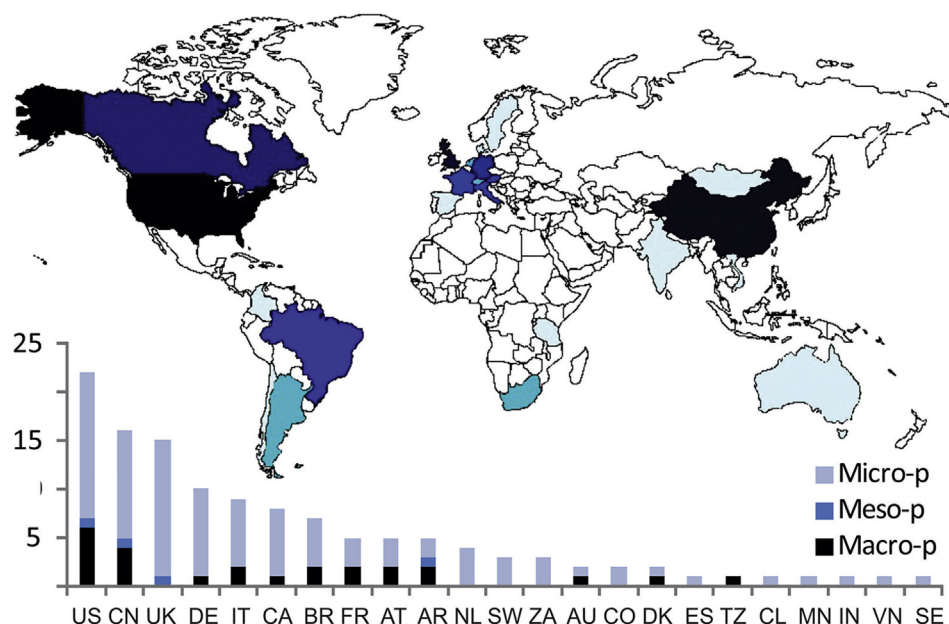 25
15
)
5
Micro-p
Meso-p
Macro-p
US CN UK DE IT CA BR FR AT AR NL SW ZA AU CO DK ES TZ CL MN IN VN SE